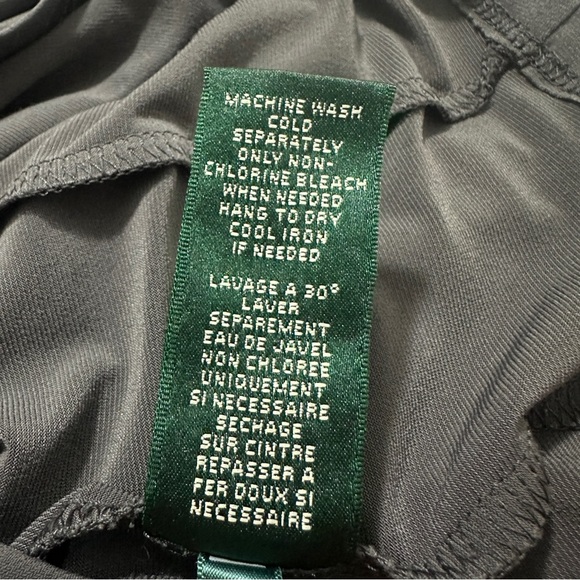 MACHINE WASH
COLD
SEPARATELY
ONLY NON-
CHLORINE BLEACH
WHEN NEEDED
HANG TO DRY
COOL IRON
IF NEEDED
LAVAGE A 30°
LAVER
SEPAREMENT
EAU DE JAVEL
NON CHLOREE
UNIQUEMENT
SI NECESSAIRE
SECHAGE
SUR CINTRE
REPASSER A
FER DOUX SI
NECESSAIRE